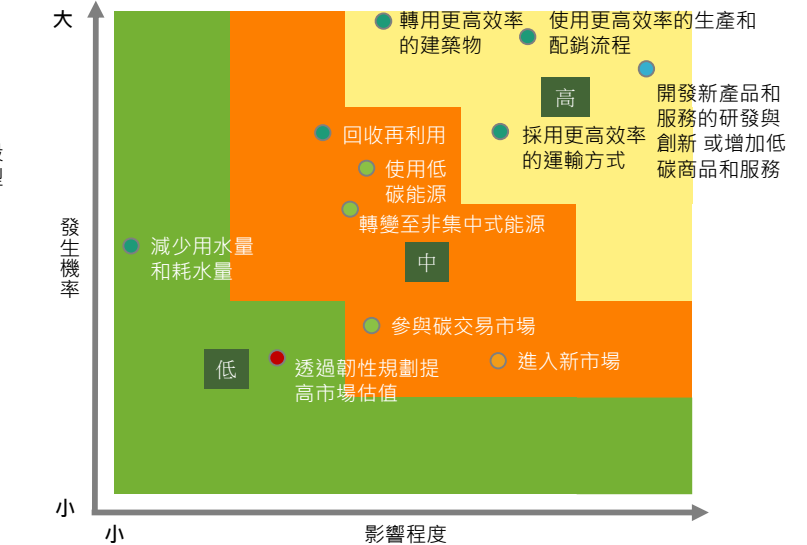 大
轉用更高效率
的建築物
使用更高效率的生產和
配銷流程
高
開發新產品和
服務的研發與
創新 或增加低
碳商品和服務
回收再利用
採用更高效率
的運輸方式
使用低
碳能源
轉變至非集中式能源
發生機率
減少用水量
和耗水量
中
參與碳交易市場
低
透過韌性規劃提
高市場估值
進入新市場
小
小
影響程度